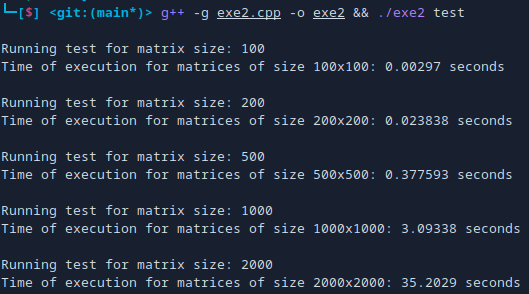 └─[$] <git:(main*)> g++ -g exe2.cpp -o exe2 && ./exe2 test
Running test for matrix size: 100
Time of execution for matrices of size 100x100: 0.00297 seconds
Running test for matrix size: 200
Time of execution for matrices of size 200x200: 0.023838 seconds
Running test for matrix size: 500
Time of execution for matrices of size 500x500: 0.377593 seconds
Running test for matrix size: 1000
Time of execution for matrices of size 1000x1000: 3.09338 seconds
Running test for matrix size: 2000
Time of execution for matrices of size 2000x2000: 35.2029 seconds